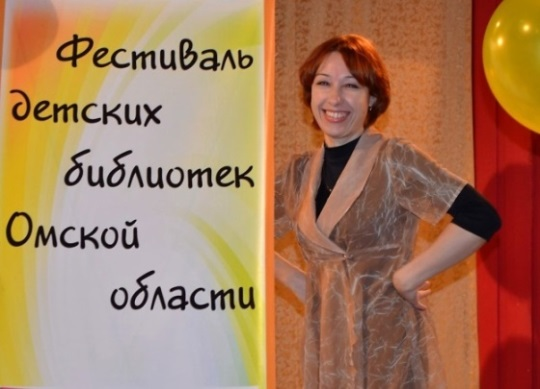 Фестиваль
детских
библиотек
Омской
области